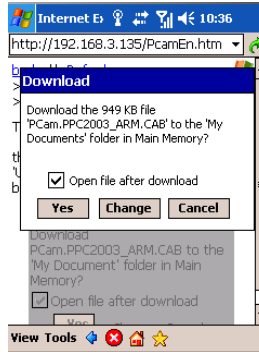 Internet E 10:36
http://192.168.3.135/PcamEn.htm
Download
Download the 949 KB file
'PCam.PPC2003_ARM.CAB' to the 'My
Documents' folder in Main
Memory?
Open file after download
Yes Change Cancel
Download
PCam.PPC2003_ARM.CAB to the
'My Document' folder in Main
Memory?
Open file after download
Yes
View Tools